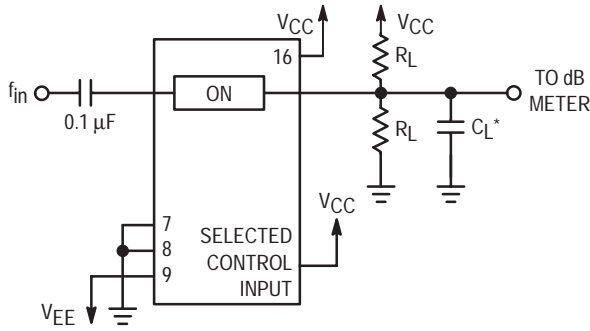 VCC
VCC
16
RL
fin
ON
TO dB
METER
0.1 µF
RL
CL*
VCC
7
8
9
SELECTED
CONTROL
INPUT
VEE